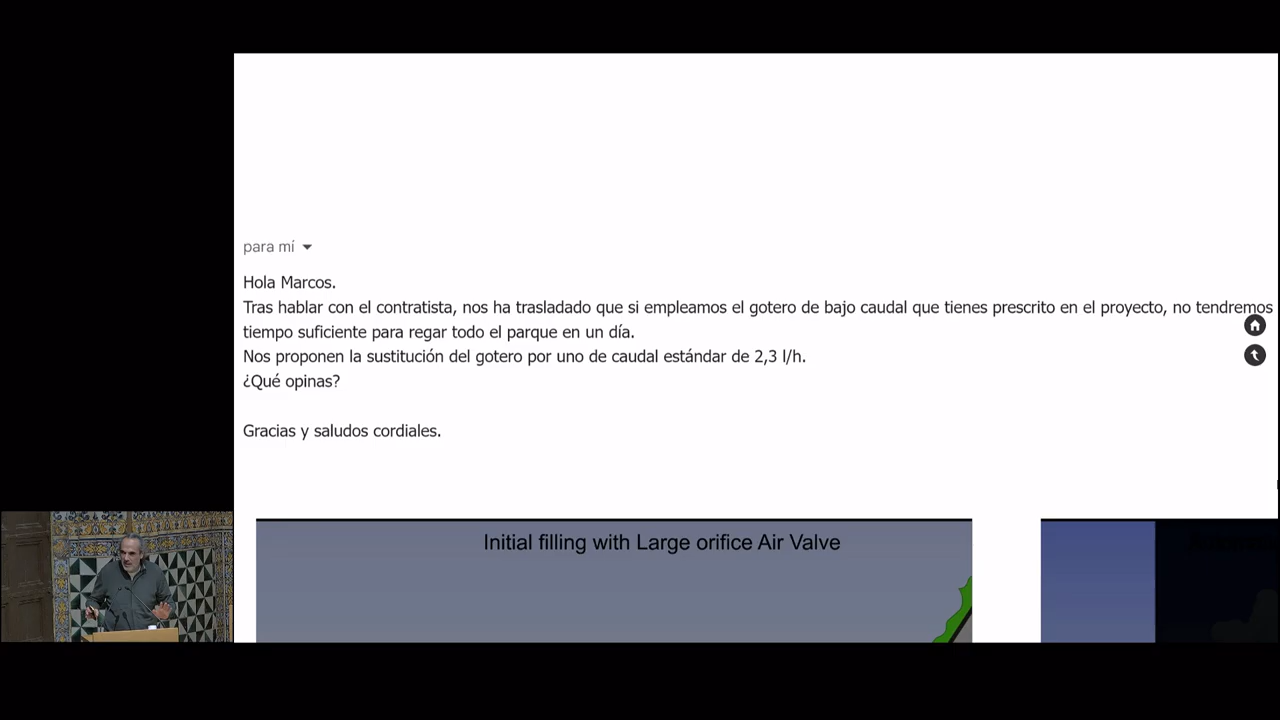 para mí
Hola Marcos.
Tras hablar con el contratista, nos ha trasladado que si empleamos el gotero de bajo caudal que tienes prescrito en el proyecto, no tendremos
tiempo suficiente para regar todo el parque en un día.
Nos proponen la sustitución del gotero por uno de caudal estándar de 2,3 l/h.
¿Qué opinas?
Gracias y saludos cordiales.
Initial filling with Large orifice Air Valve